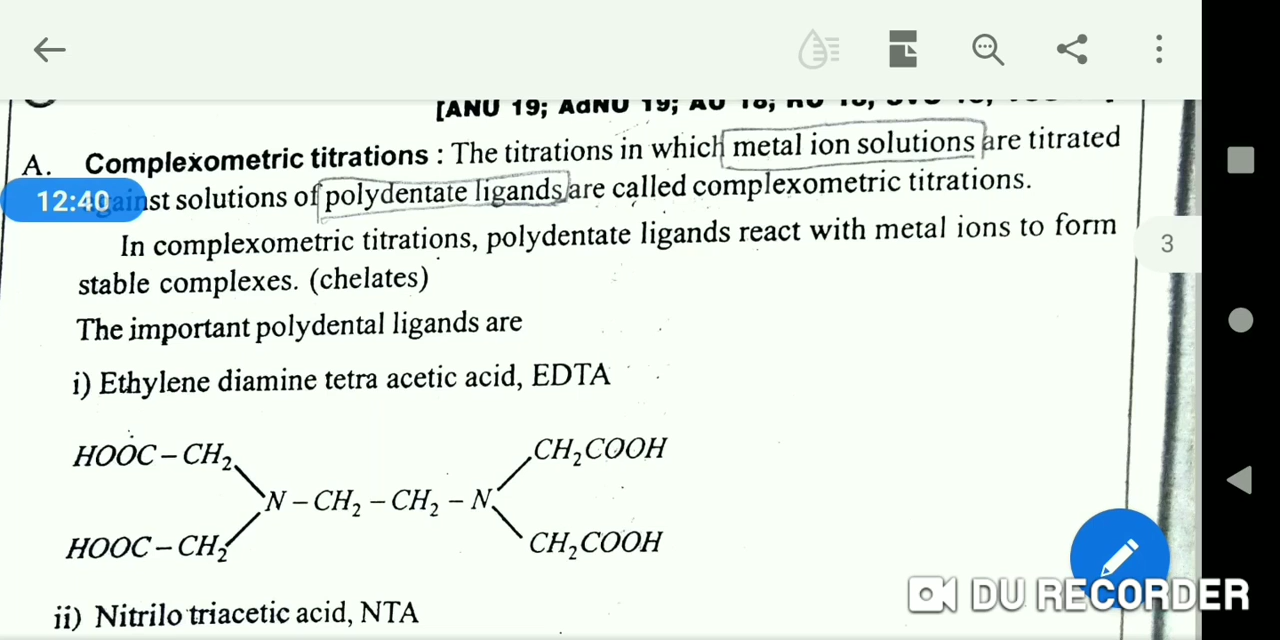 [ANU 19; AdNU 19; AU 18;
A. Complexometric titrations : The titrations in which metal ion solutions are titrated
12:40 inst solutions of polydentate ligands are called complexometric titrations.
In complexometric titrations, polydentate ligands react with metal ions to form
3
stable complexes. (chelates)
The important polydental ligands are
i) Ethylene diamine tetra acetic acid, EDTA
HOOC – CH₂ CH₂COOH
N – CH₂ – CH₂ – N
HOOC – CH₂ CH₂COOH
DU RECORDER
ii) Nitrilo triacetic acid, NTA